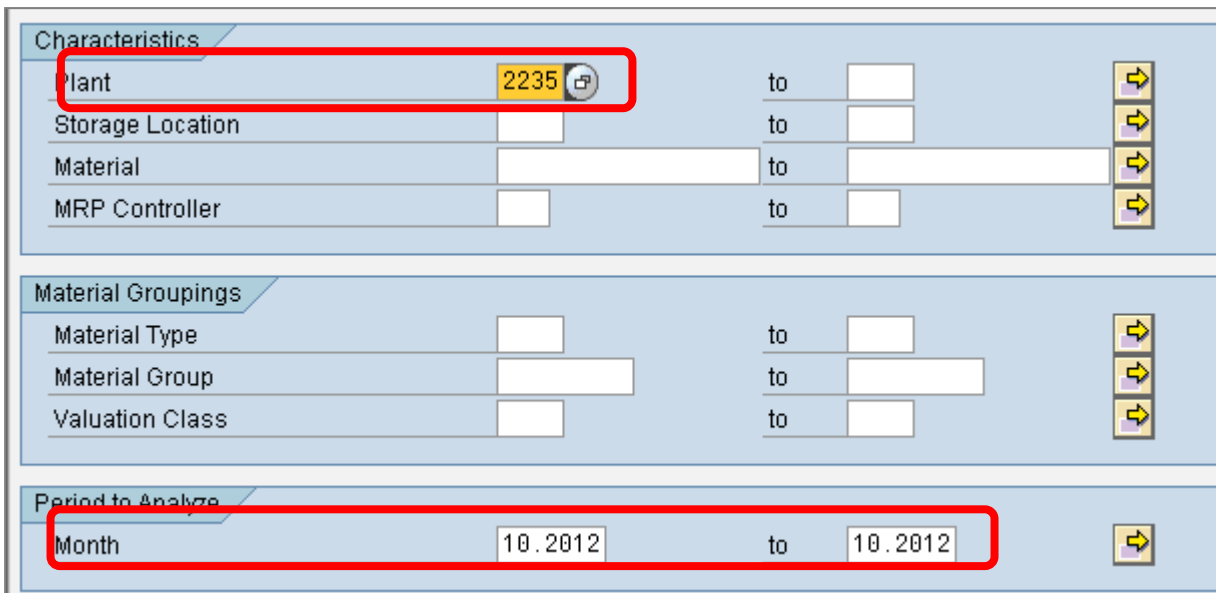 Characteristics
Plant 2235 to
Storage Location to
Material to
MRP Controller to
Material Groupings
Material Type to
Material Group to
Valuation Class to
Period to Analyze
Month 10.2012 to 10.2012